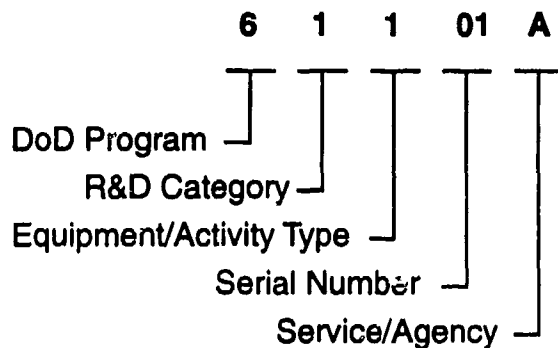 6 1 1 01 A
DoD Program
R&D Category
Equipment/Activity Type
Serial Number
Service/Agency